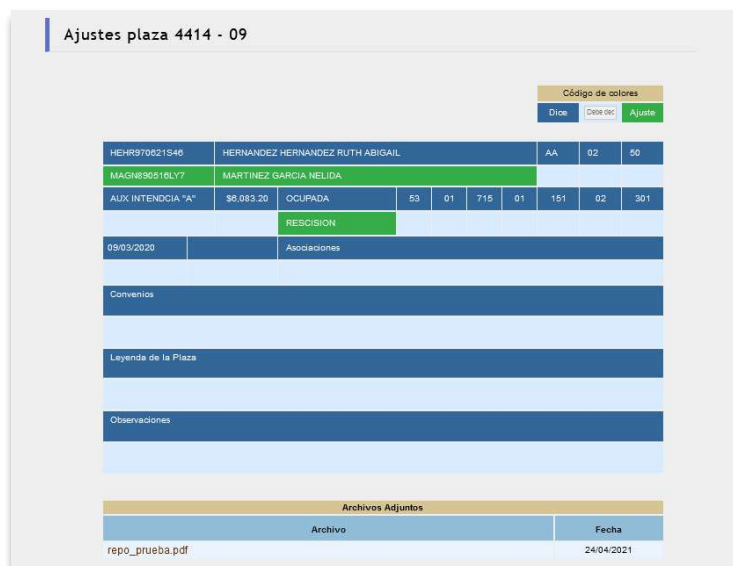 Ajustes plaza 4414 - 09
Código de colores
Dice Debe dec Ajuste
HEHR970621S46 HERNANDEZ HERNANDEZ RUTH ABIGAIL AA 02 50
MAGN890516LY7 MARTINEZ GARCIA NELIDA
AUX INTENDCIA "A" $6,083.20 OCUPADA 53 01 715 01 151 02 301
RESCISION
09/03/2020 Asociaciones
Convenios
Leyenda de la Plaza
Observaciones
Archivos Adjuntos
Archivo Fecha
repo_prueba.pdf 24/04/2021